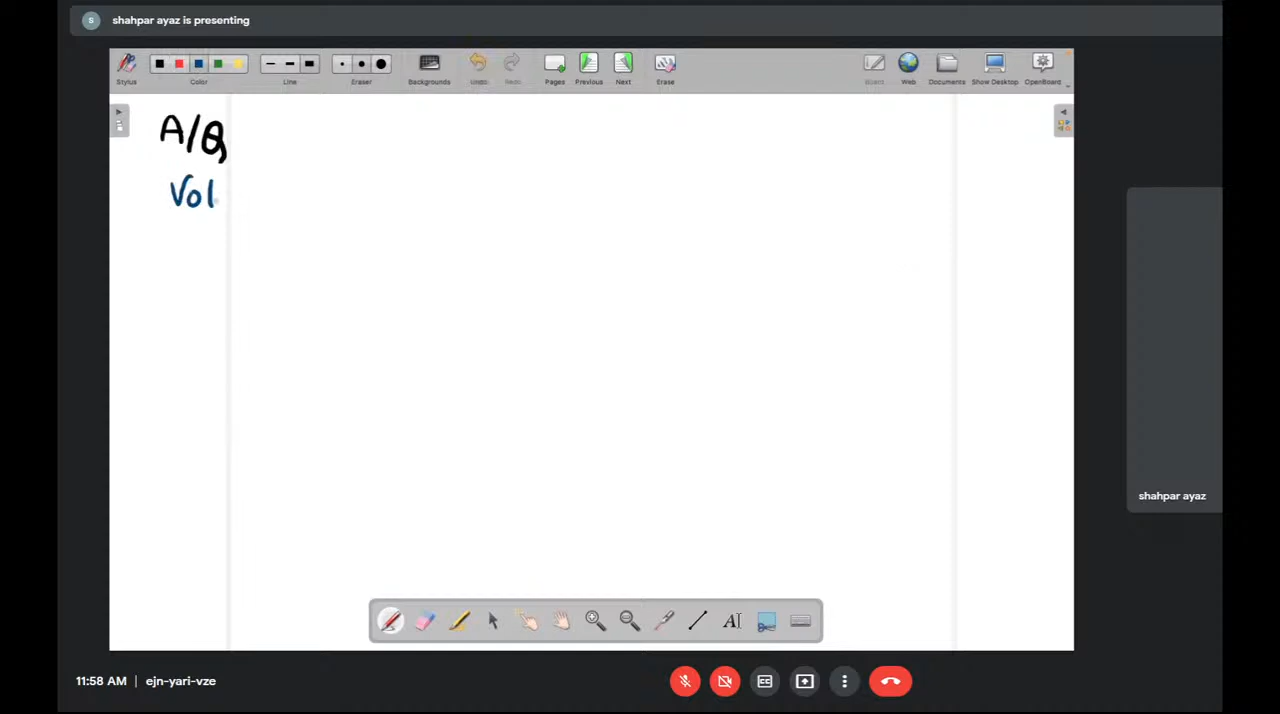 S shahpar ayaz is presenting
Stylus Color Line Eraser Backgrounds Undo Redo Pages Previous Next Erase Board Web Documents Show Desktop OpenBoard
A/Q
Vol
shahpar ayaz
11:58 AM | ejn-yari-vze